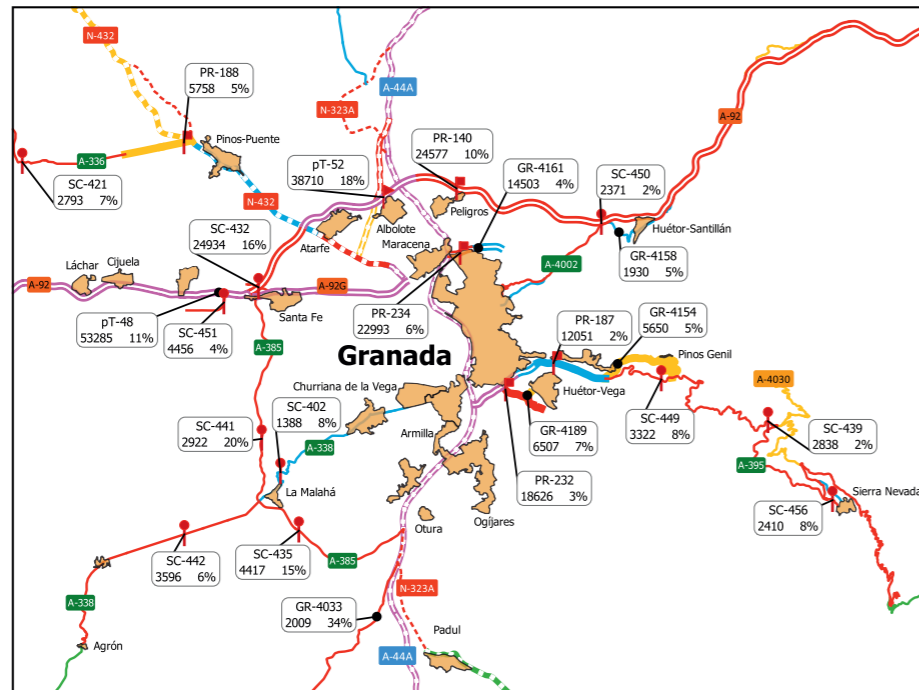 N-432
PR-188
5758 5%
A-44A
A-92
N-323A
Pinos-Puente
PR-140
24577 10%
A-336
pT-52
38710 18%
GR-4161
14503 4%
SC-450
2371 2%
SC-421
2793 7%
N-432
Peligros
Albolote
Huétor-Santillán
SC-432
24934 16%
Atarfe
Maracena
GR-4158
1930 5%
A-4002
Láchar
Cijuela
A-92
A-92G
Santa Fe
pT-48
53285 11%
SC-451
4456 4%
PR-234
22993 6%
PR-187
12051 2%
GR-4154
5650 5%
A-385
Granada
Pinos Genil
Huétor-Vega
A-4030
Churriana de la Vega
SC-402
1388 8%
SC-449
3322 8%
SC-439
2838 2%
SC-441
2922 20%
A-338
Armilla
GR-4189
6507 7%
A-395
PR-232
18626 3%
Sierra Nevada
La Malahá
SC-456
2410 8%
Otura
Ogíjares
SC-442
3596 6%
SC-435
4417 15%
A-385
A-338
GR-4033
2009 34%
N-323A
Padul
Agrón
A-44A